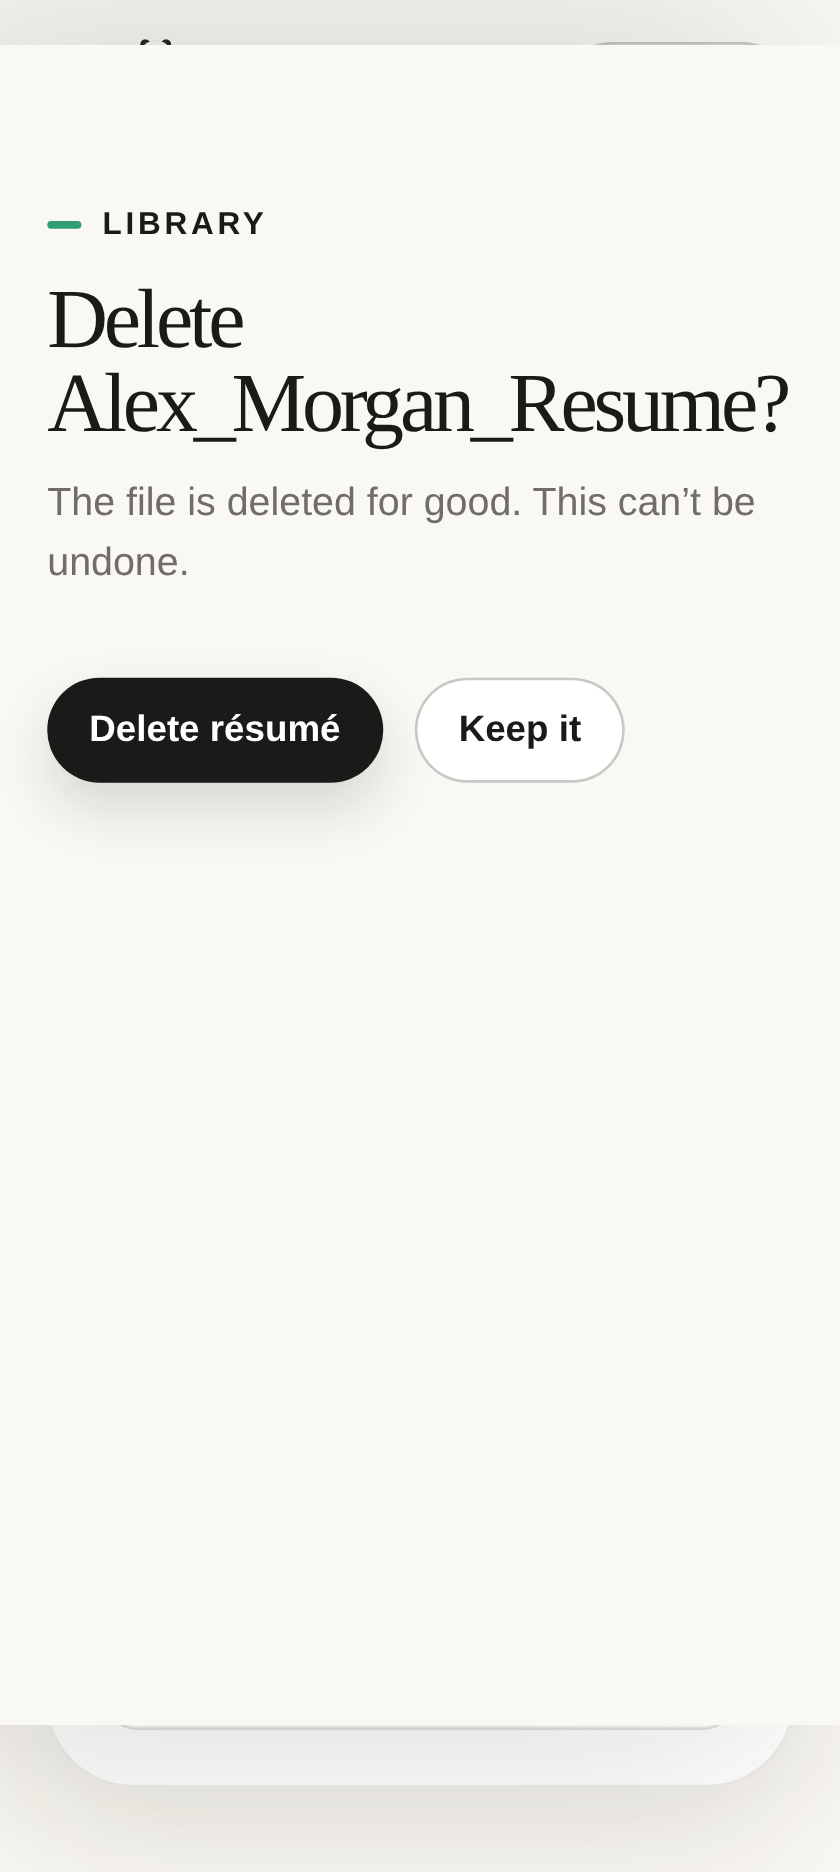 LIBRARY
Delete
Alex_Morgan_Resume?
The file is deleted for good. This can’t be
undone.
Delete résumé
Keep it